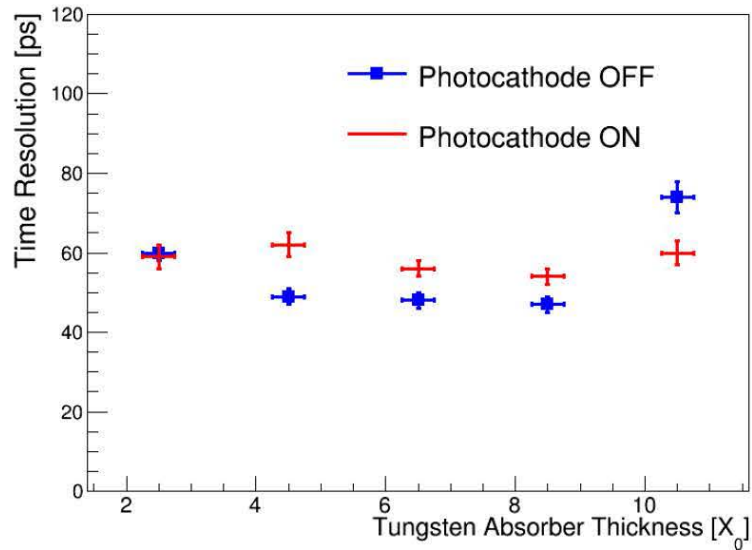 Time Resolution [ps]
120
100
80
60
40
20
0
Photocathode OFF
Photocathode ON
2 4 6 8 10
Tungsten Absorber Thickness [X₀]